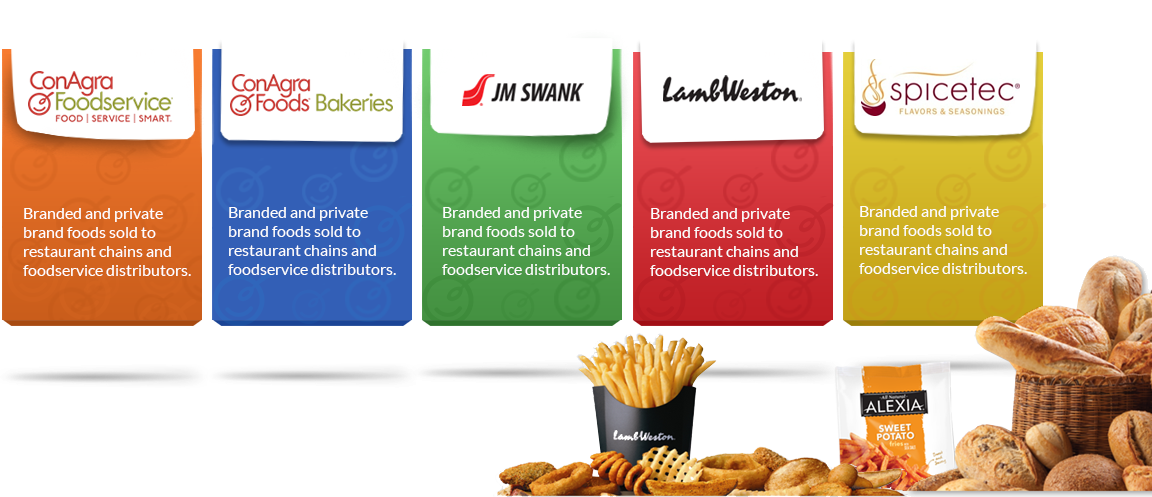 ConAgra
Foodservice®
FOOD | SERVICE | SMART.
Branded and private
brand foods sold to
restaurant chains and
foodservice distributors.
ConAgra
Foods® Bakeries
Branded and private
brand foods sold to
restaurant chains and
foodservice distributors.
JM SWANK
Branded and private
brand foods sold to
restaurant chains and
foodservice distributors.
LambWeston®
Branded and private
brand foods sold to
restaurant chains and
foodservice distributors.
spicetec®
FLAVORS & SEASONINGS
Branded and private
brand foods sold to
restaurant chains and
foodservice distributors.
LambWeston
All Natural
ALEXIA
SWEET
POTATO
fries